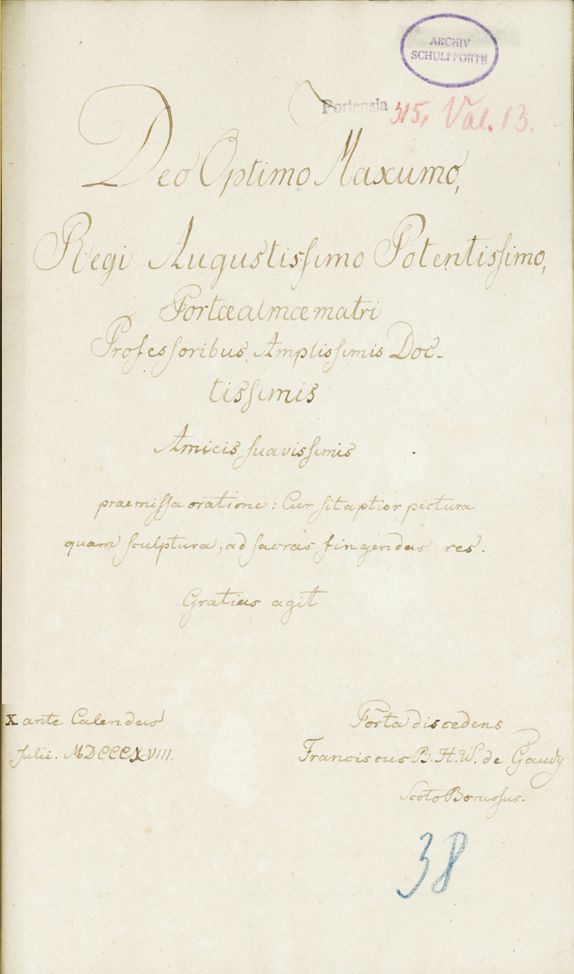 ARCHIV
SCHULPFORTE
Portensia 315, Val. 13.
Deo Optimo Maxumo,
Regi Augustissimo Potentissimo,
Portae almae matri
Professoribus Amplissimis Doc-
tissimis
Amicis suavissimis
praemissa oratione: Cur sit aptior pictura
quam sculptura, ad sacras fingendas res.
Gratias agit
X ante Calendas
Julii. MDCCCXVIII.
Porta discedens
Franciscus B. H. W. de Gaudy
Scoto Borussus.
38